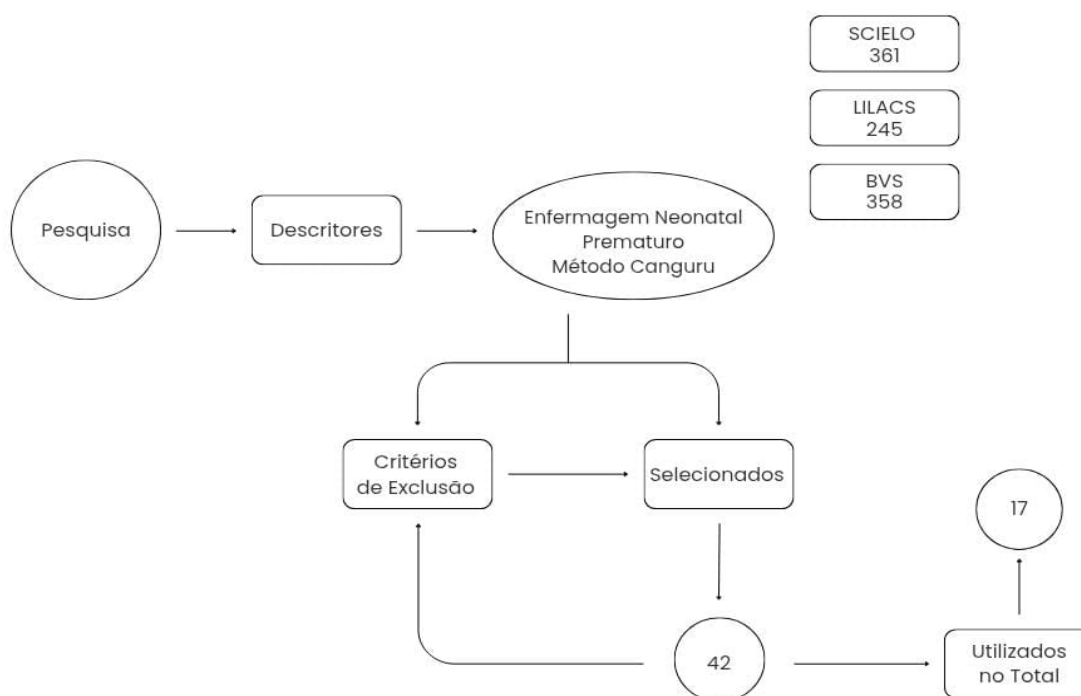 SCIELO
361
LILACS
245
BVS
358
Pesquisa
Descritores
Enfermagem Neonatal
Prematuro
Método Canguru
Critérios
de Exclusão
Selecionados
17
42
Utilizados
no Total